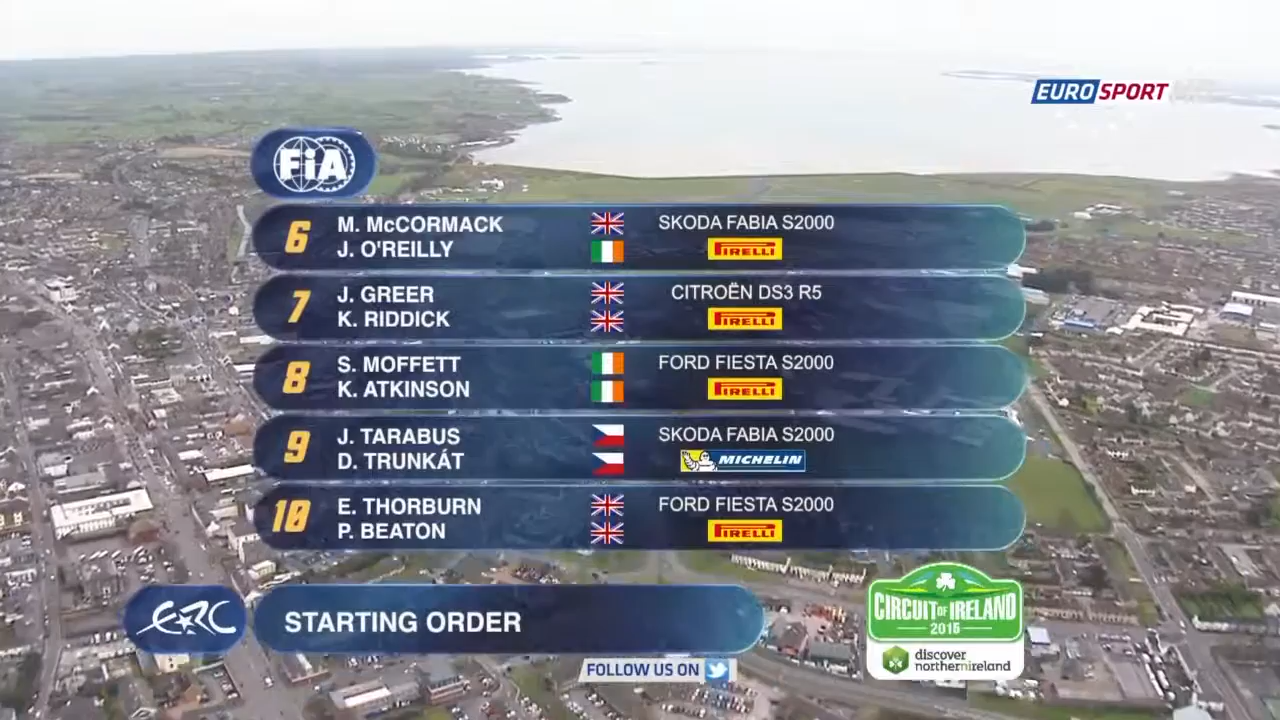 EUROSPORT
FIA
6 M. McCORMACK SKODA FABIA S2000
J. O'REILLY PIRELLI
7 J. GREER CITROËN DS3 R5
K. RIDDICK PIRELLI
8 S. MOFFETT FORD FIESTA S2000
K. ATKINSON PIRELLI
9 J. TARABUS SKODA FABIA S2000
D. TRUNKÁT MICHELIN
10 E. THORBURN FORD FIESTA S2000
P. BEATON PIRELLI
ERC STARTING ORDER
CIRCUIT OF IRELAND
2015
discover
northernireland
FOLLOW US ON